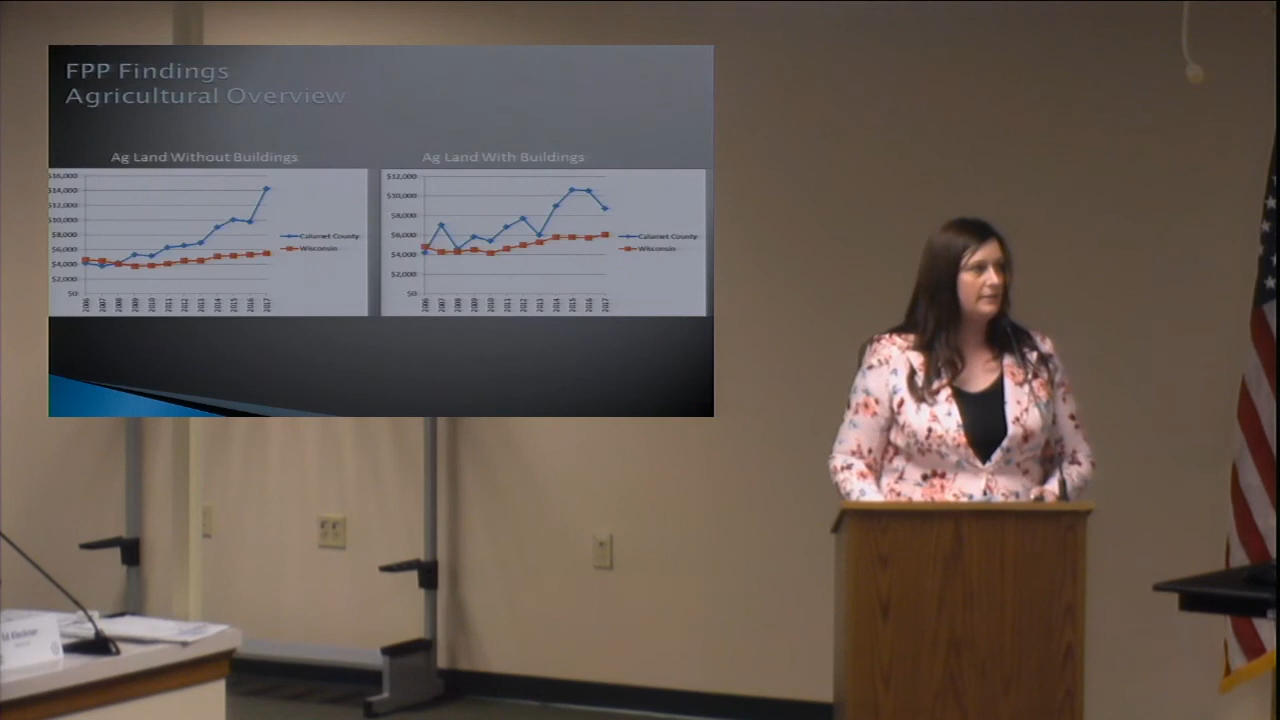 FPP Findings
Agricultural Overview
Ag Land Without Buildings
$16,000
$14,000
$12,000
$10,000
$8,000
$6,000
$4,000
$2,000
$0
2006 2007 2008 2009 2010 2011 2012 2013 2014 2015 2016 2017
Calumet County
Wisconsin
Ag Land With Buildings
$12,000
$10,000
$8,000
$6,000
$4,000
$2,000
$0
2006 2007 2008 2009 2010 2011 2012 2013 2014 2015 2016 2017
Calumet County
Wisconsin